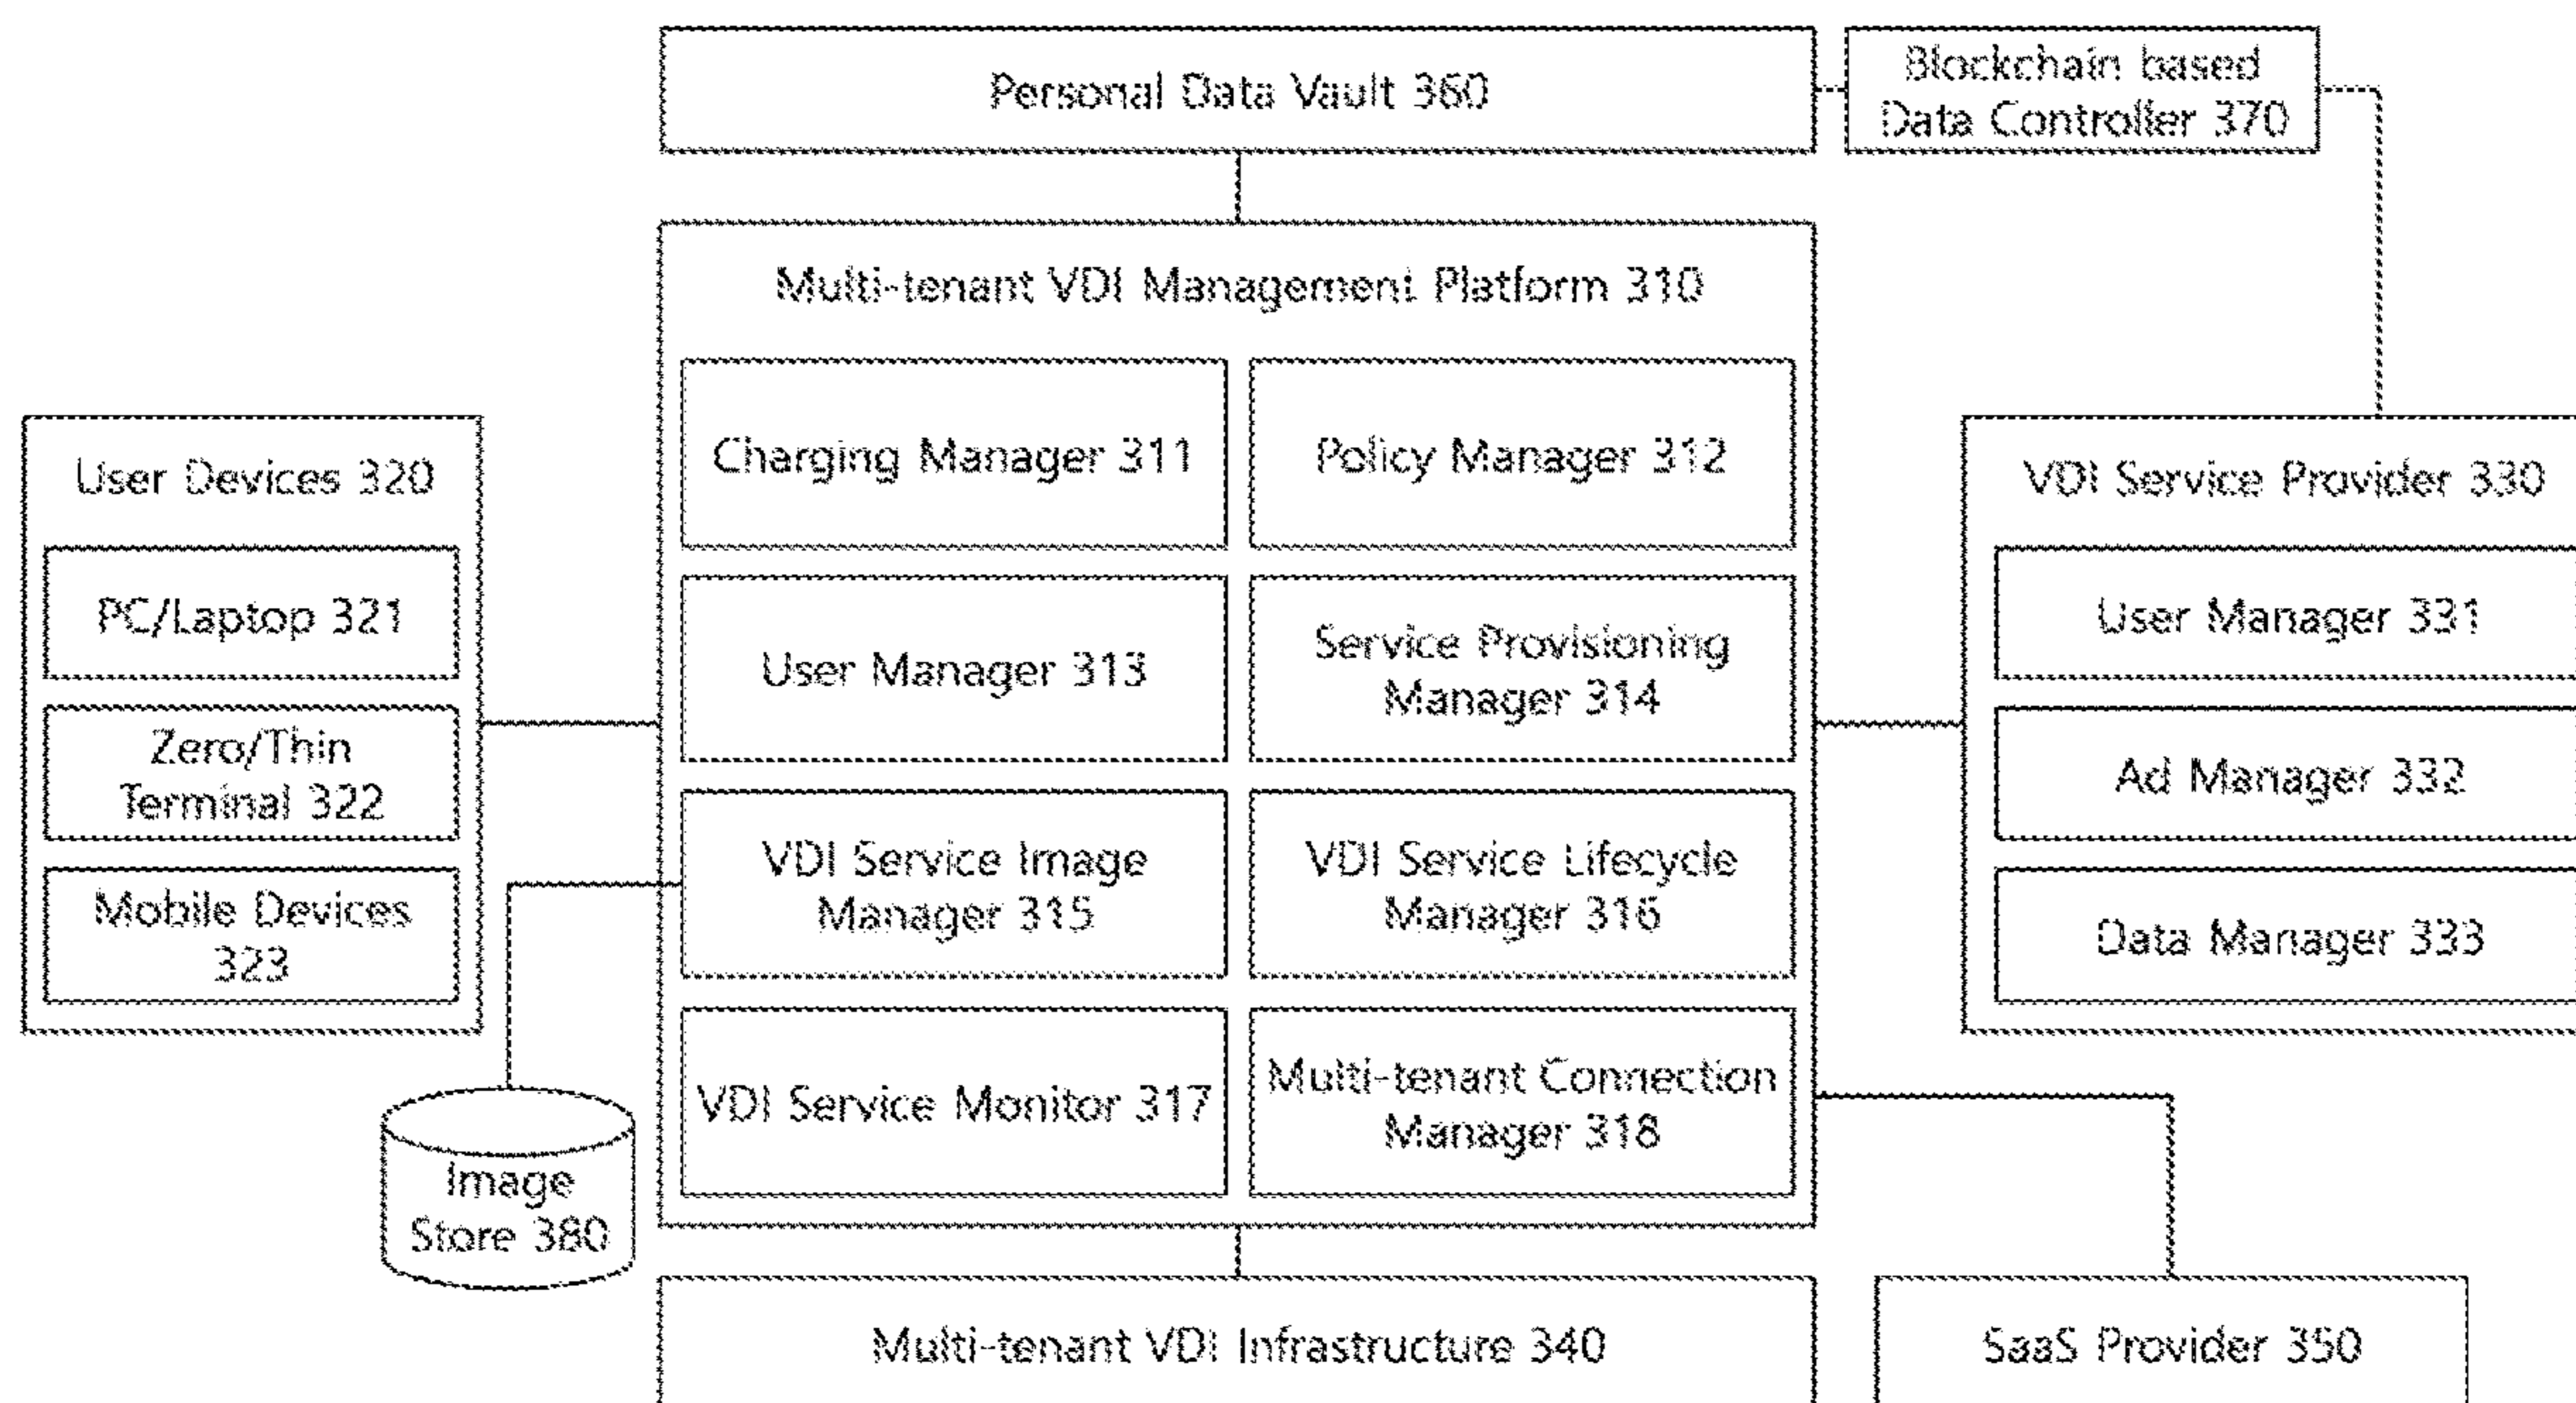 Personal Data Vault 360
Blockchain based
Data Controller 370
Multi-tenant VDI Management Platform 310
Charging Manager 311
Policy Manager 312
User Manager 313
Service Provisioning
Manager 314
VDI Service Image
Manager 315
VDI Service Lifecycle
Manager 316
VDI Service Monitor 317
Multi-tenant Connection
Manager 318
User Devices 320
PC/Laptop 321
Zero/Thin
Terminal 322
Mobile Devices
323
VDI Service Provider 330
User Manager 331
Ad Manager 332
Data Manager 333
Image
Store 380
Multi-tenant VDI Infrastructure 340
SaaS Provider 350